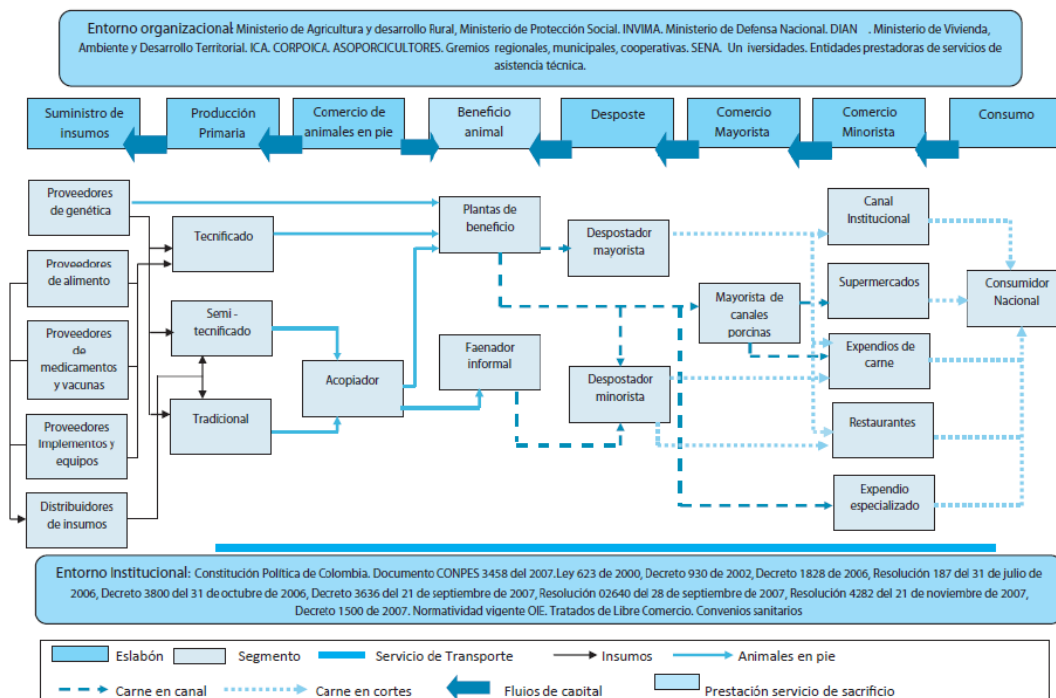 Entorno organizacional: Ministerio de Agricultura y desarrollo Rural, Ministerio de Protección Social. INVIMA. Ministerio de Defensa Nacional. DIAN . Ministerio de Vivienda,
Ambiente y Desarrollo Territorial. ICA. CORPOICA. ASOPORCICULTORES. Gremios regionales, municipales, cooperativas. SENA. Un iversidades. Entidades prestadoras de servicios de
asistencia técnica.
Suministro de
insumos
Producción
Primaria
Comercio de
animales en pie
Beneficio
animal
Desposte
Comercio
Mayorista
Comercio
Minorista
Consumo
Proveedores
de genética
Proveedores
de alimento
Proveedores
de
medicamentos
y vacunas
Proveedores
Implementos y
equipos
Distribuidores
de insumos
Tecnificado
Semi -
tecnificado
Tradicional
Acopiador
Plantas de
beneficio
Faenador
informal
Despostador
mayorista
Despostador
minorista
Mayorista de
canales
porcinas
Canal
Institucional
Supermercados
Expendios de
carne
Restaurantes
Expendio
especializado
Consumidor
Nacional
Entorno Institucional: Constitución Política de Colombia. Documento CONPES 3458 del 2007.Ley 623 de 2000, Decreto 930 de 2002, Decreto 1828 de 2006, Resolución 187 del 31 de julio de
2006, Decreto 3800 del 31 de octubre de 2006, Decreto 3636 del 21 de septiembre de 2007, Resolución 02640 del 28 de septiembre de 2007, Resolución 4282 del 21 de noviembre de 2007,
Decreto 1500 de 2007. Normatividad vigente OIE. Tratados de Libre Comercio. Convenios sanitarios
Eslabón
Segmento
Servicio de Transporte
Insumos
Animales en pie
Carne en canal
Carne en cortes
Flujos de capital
Prestación servicio de sacrificio